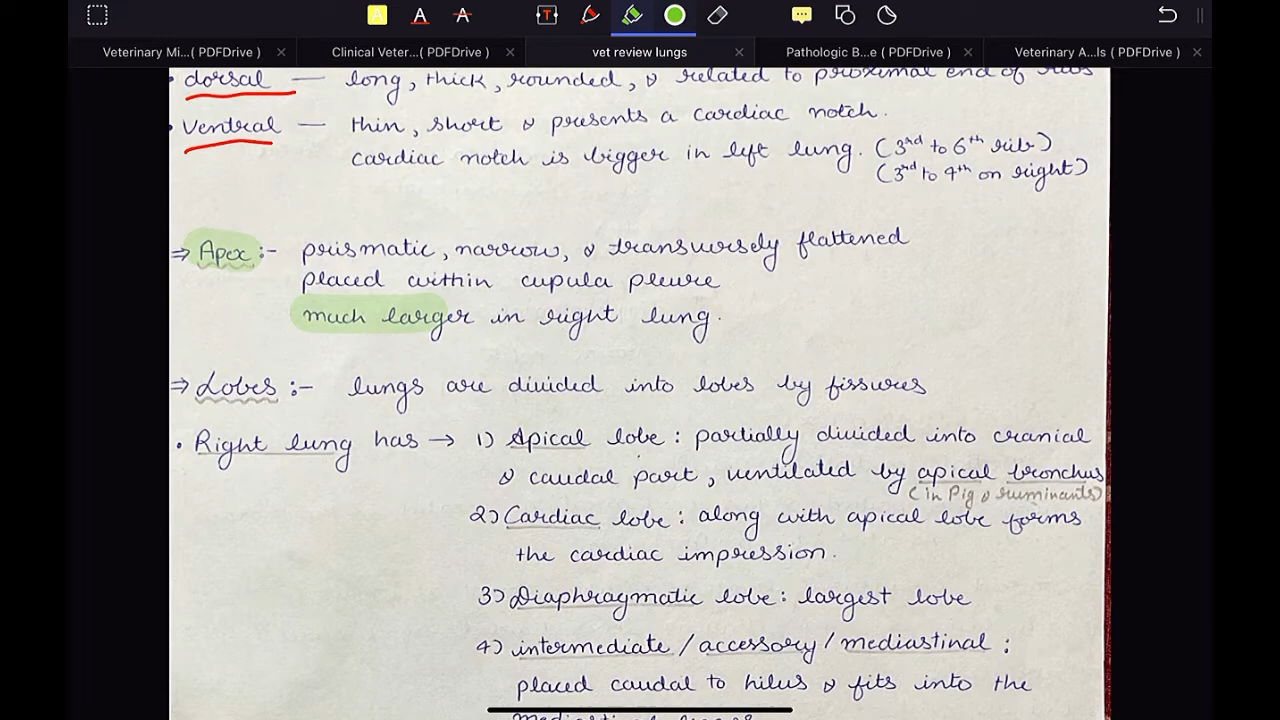 A A A T
Veterinary Mi...( PDFDrive ) × Clinical Veter...( PDFDrive ) × vet review lungs × Pathologic B...e ( PDFDrive ) × Veterinary A...ls ( PDFDrive ) ×
• dorsal — long, thick, rounded, & related to proximal end of ribs
• Ventral — thin, short & presents a cardiac notch.
cardiac notch is bigger in left lung. (3rd to 6th rib)
(3rd to 4th on right)
⇒ Apex :- prismatic, narrow, & transversely flattened
placed within cupula pleure
much larger in right lung.
⇒ Lobes :- lungs are divided into lobes by fissures
• Right lung has → 1) Apical lobe : partially divided into cranial
& caudal part, ventilated by apical bronchus
(in Pig & ruminants)
2) Cardiac lobe : along with apical lobe forms
the cardiac impression.
3) Diaphragmatic lobe : largest lobe
4) intermediate / accessory / mediastinal :
placed caudal to hilus & fits into the